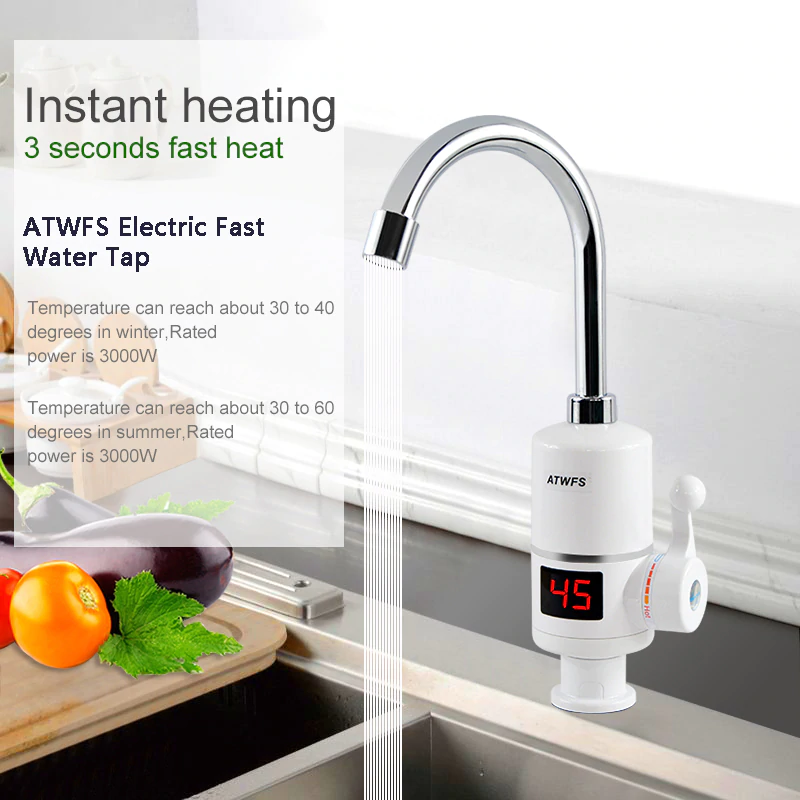 Instant heating
3 seconds fast heat
ATWFS Electric Fast
Water Tap
Temperature can reach about 30 to 40
degrees in winter,Rated
power is 3000W
Temperature can reach about 30 to 60
degrees in summer,Rated
power is 3000W
ATWFS
45
Hot